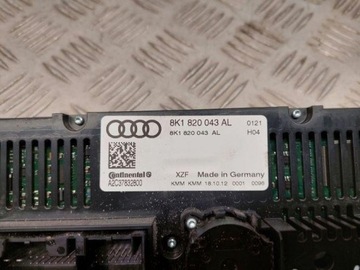 8K1 820 043 AL 0121
8K1 820 043 AL H04
Continental XZF Made in Germany
A2C37832800 KMM KMM 18.10.12 0001 0096